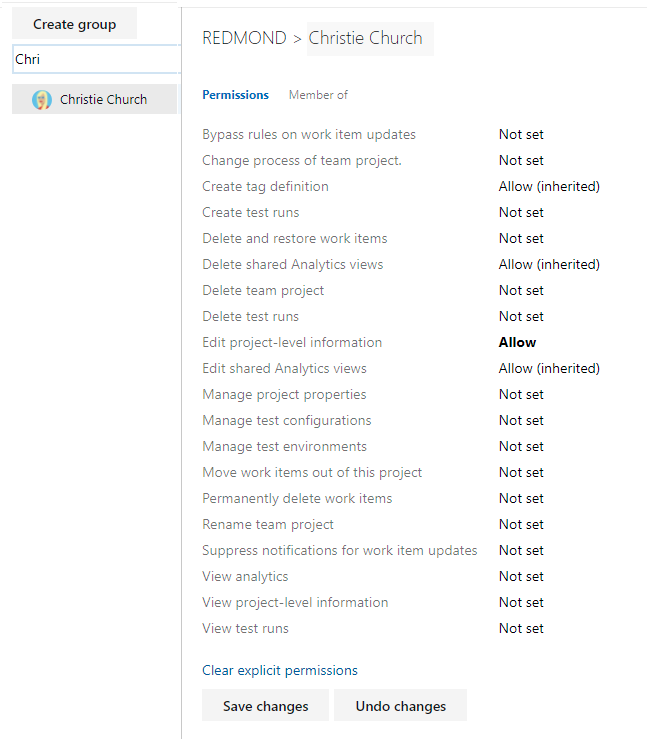 Create group
Chri
Christie Church
REDMOND > Christie Church
Permissions Member of
Bypass rules on work item updates Not set
Change process of team project. Not set
Create tag definition Allow (inherited)
Create test runs Not set
Delete and restore work items Not set
Delete shared Analytics views Allow (inherited)
Delete team project Not set
Delete test runs Not set
Edit project-level information Allow
Edit shared Analytics views Allow (inherited)
Manage project properties Not set
Manage test configurations Not set
Manage test environments Not set
Move work items out of this project Not set
Permanently delete work items Not set
Rename team project Not set
Suppress notifications for work item updates Not set
View analytics Not set
View project-level information Not set
View test runs Not set
Clear explicit permissions
Save changes Undo changes